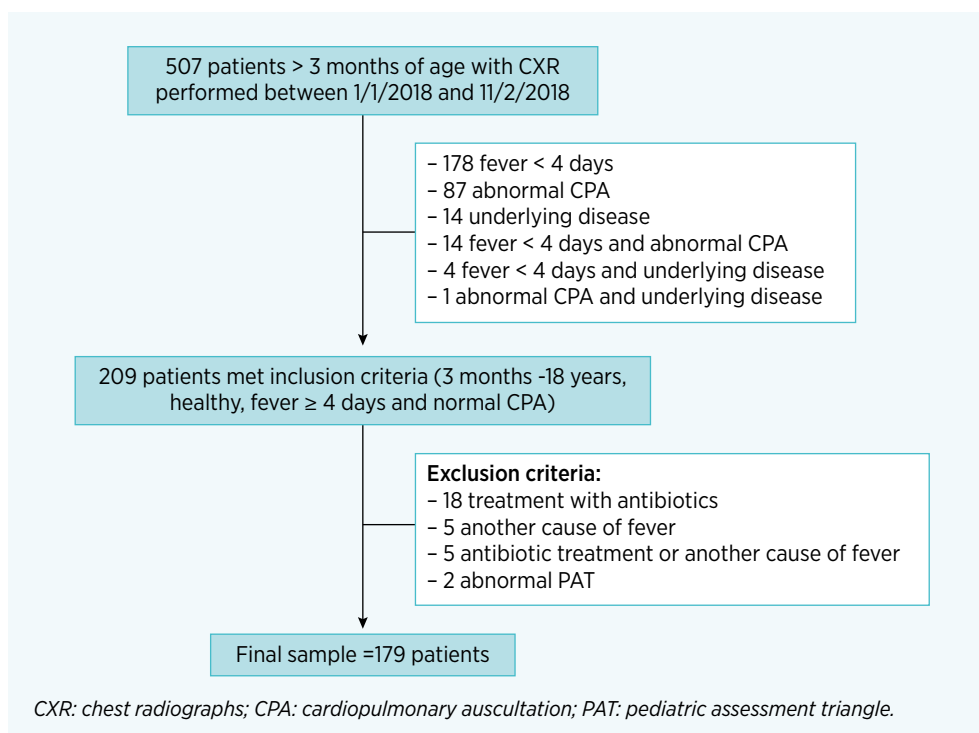 507 patients > 3 months of age with CXR
performed between 1/1/2018 and 11/2/2018
– 178 fever < 4 days
– 87 abnormal CPA
– 14 underlying disease
– 14 fever < 4 days and abnormal CPA
– 4 fever < 4 days and underlying disease
– 1 abnormal CPA and underlying disease
209 patients met inclusion criteria (3 months -18 years,
healthy, fever ≥ 4 days and normal CPA)
Exclusion criteria:
– 18 treatment with antibiotics
– 5 another cause of fever
– 5 antibiotic treatment or another cause of fever
– 2 abnormal PAT
Final sample =179 patients
CXR: chest radiographs; CPA: cardiopulmonary auscultation; PAT: pediatric assessment triangle.